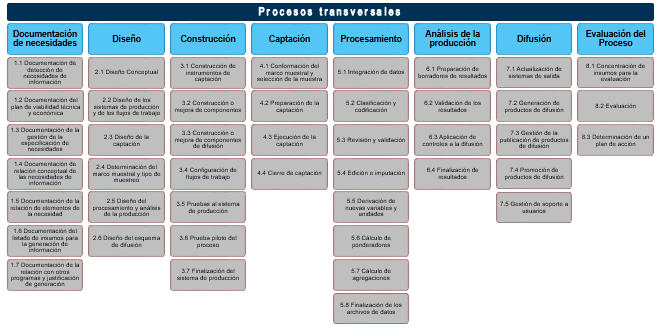 Procesos transversales
Documentación
de necesidades
Diseño
Construcción
Captación
Procesamiento
Análisis de la
producción
Difusión
Evaluación del
Proceso
1.1 Documentación de
detección de
necesidades de
información
1.2 Documentación del
plan de viabilidad técnica
y económica
1.3 Documentación de la
gestión de la
especificación de
necesidades
1.4 Documentación de
relación conceptual de las
necesidades de
información
1.5 Documentación de la
relación de elementos de
la necesidad
1.6 Documentación del
listado de insumos para
la generación de
información
1.7 Documentación de la
relación con otros
programas y justificación
de generación
2.1 Diseño Conceptual
2.2 Diseño de los
sistemas de producción
y de los flujos de trabajo
2.3 Diseño de la
captación
2.4 Determinación del
marco muestral y tipo de
muestreo
2.5 Diseño del
procesamiento y análisis
de la producción
2.6 Diseño del esquema
de difusión
3.1 Construcción de
instrumentos de
captación
3.2 Construcción o
mejora de componentes
de producción
3.3 Construcción o
mejora de componentes
de difusión
3.4 Configuración de
flujos de trabajo
3.5 Pruebas al sistema
de producción
3.6 Prueba piloto del
proceso
3.7 Finalización del
sistema de producción
4.1 Conformación del
marco muestral y
selección de la muestra
4.2 Preparación de la
captación
4.3 Ejecución de la
captación
4.4 Cierre de captación
5.1 Integración de datos
5.2 Clasificación y
codificación
5.3 Revisión y validación
5.4 Edición e imputación
5.5 Derivación de
nuevas variables y
unidades
5.6 Cálculo de
ponderadores
5.7 Cálculo de
agregaciones
5.8 Finalización de los
archivos de datos
6.1 Preparación de
borradores de resultados
6.2 Validación de los
resultados
6.3 Aplicación de
controles a la difusión
6.4 Finalización de
resultados
7.1 Actualización de
sistemas de salida
7.2 Generación de
productos de difusión
7.3 Gestión de la
publicación de productos
de difusión
7.4 Promoción de
productos de difusión
7.5 Gestión de soporte a
usuarios
8.1 Concentración de
insumos para la
evaluación
8.2 Evaluación
8.3 Determinación de un
plan de acción